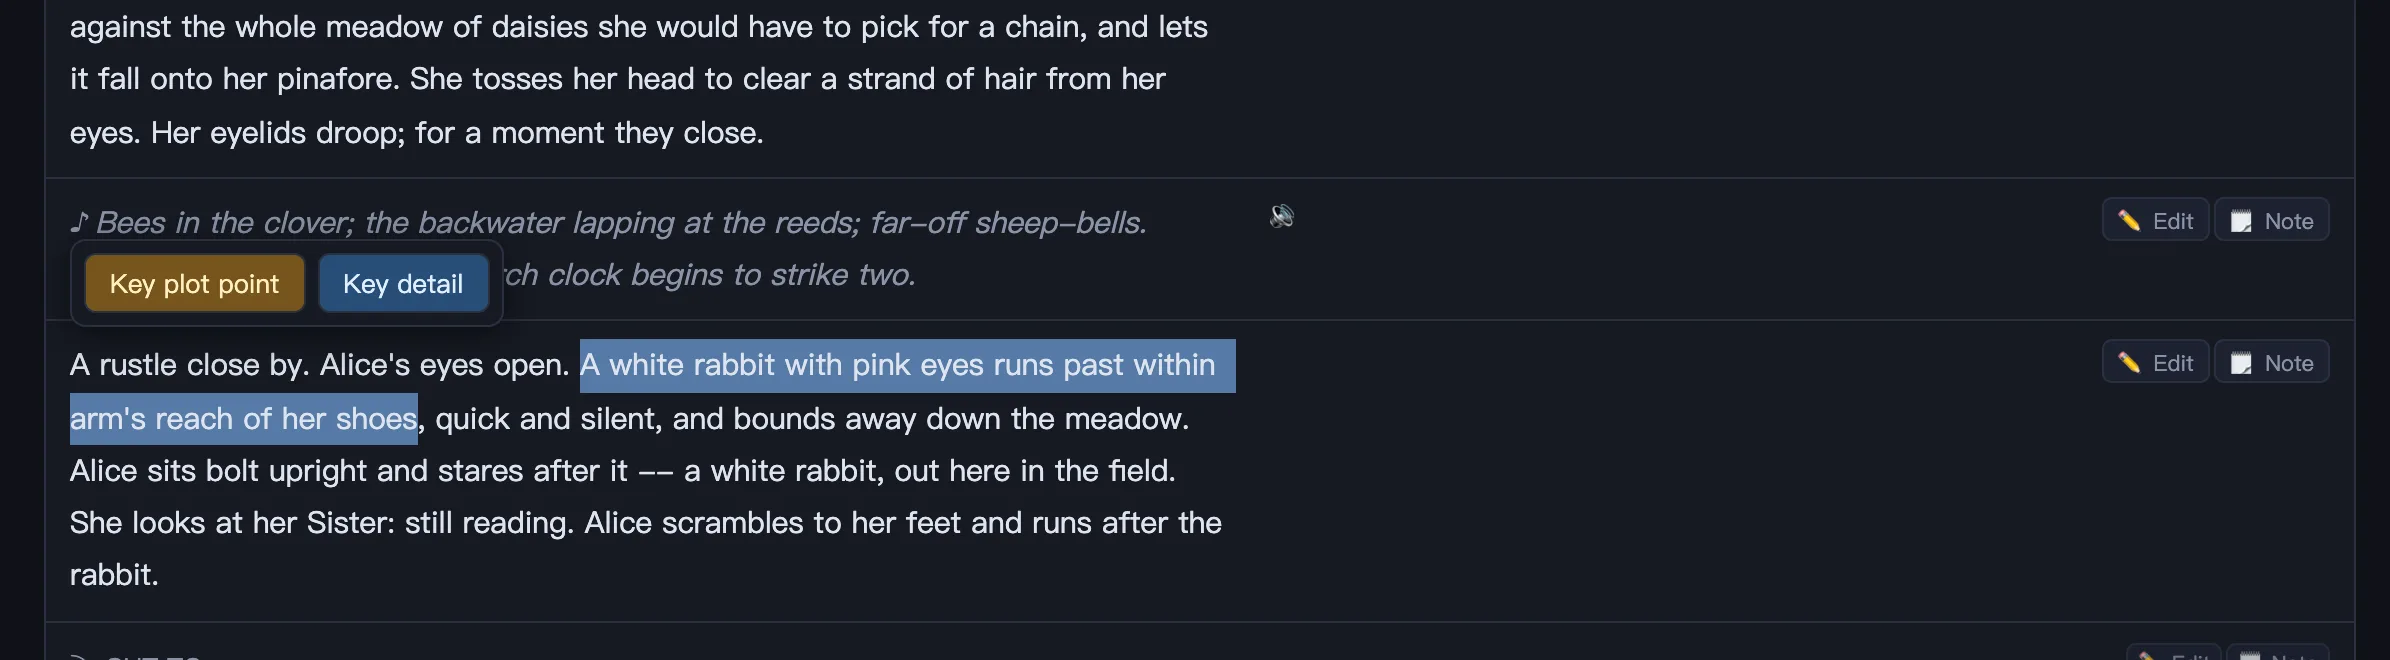 against the whole meadow of daisies she would have to pick for a chain, and lets
it fall onto her pinafore. She tosses her head to clear a strand of hair from her
eyes. Her eyelids droop; for a moment they close.
♪ Bees in the clover; the backwater lapping at the reeds; far-off sheep-bells.
Edit Note
Key plot point Key detail clock begins to strike two.
A rustle close by. Alice's eyes open. A white rabbit with pink eyes runs past within
Edit Note
arm's reach of her shoes, quick and silent, and bounds away down the meadow.
Alice sits bolt upright and stares after it -- a white rabbit, out here in the field.
She looks at her Sister: still reading. Alice scrambles to her feet and runs after the
rabbit.